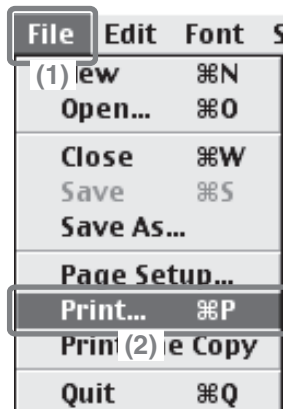 File Edit Font
(1) ew ⌘N
Open... ⌘O
Close ⌘W
Save ⌘S
Save As...
Page Setup...
Print... ⌘P
Print (2) e Copy
Quit ⌘Q